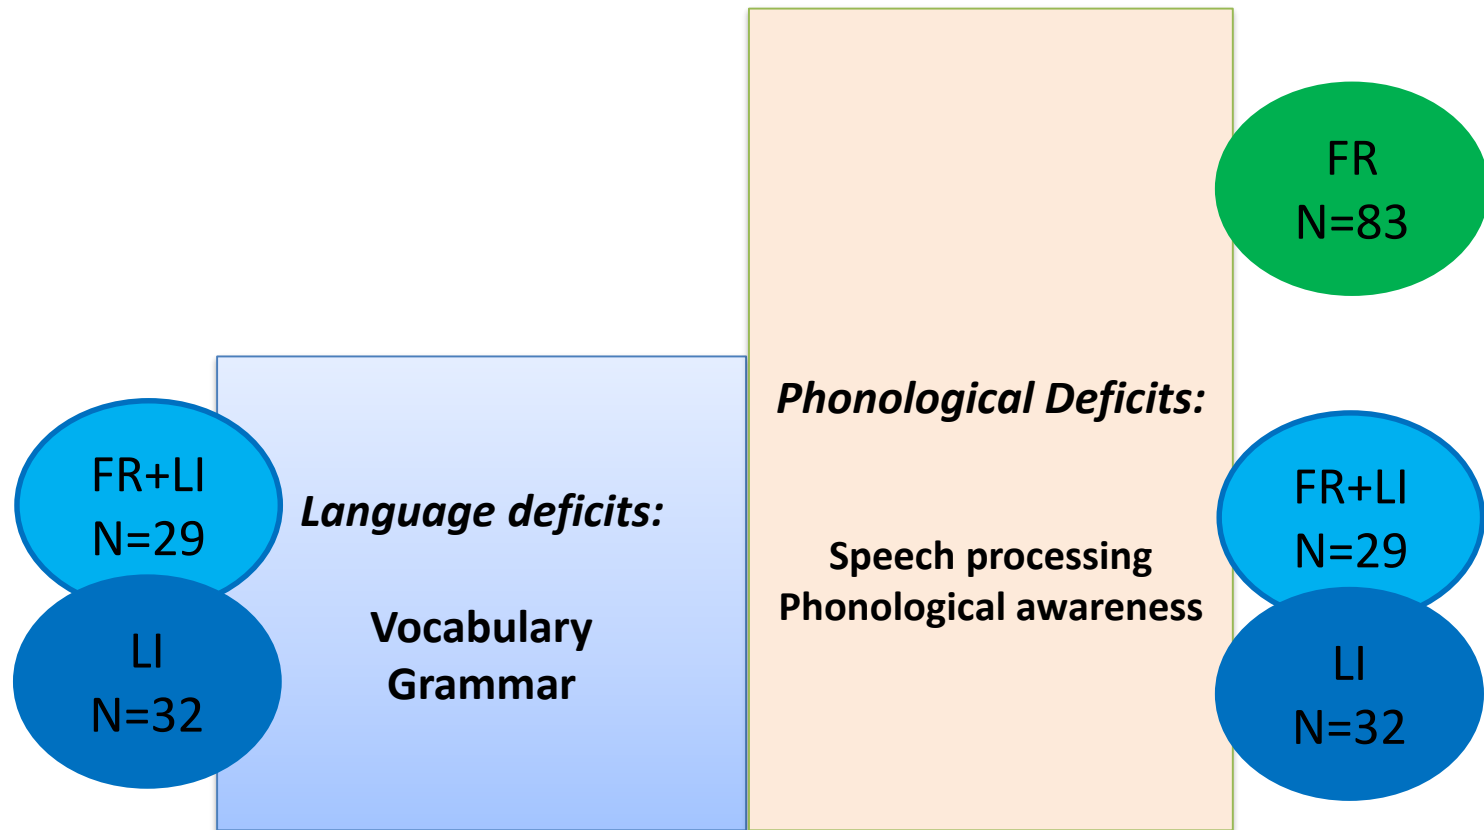 FR+LI
N=29
LI
N=32
Language deficits:
Vocabulary
Grammar
Phonological Deficits:
Speech processing
Phonological awareness
FR
N=83
FR+LI
N=29
LI
N=32